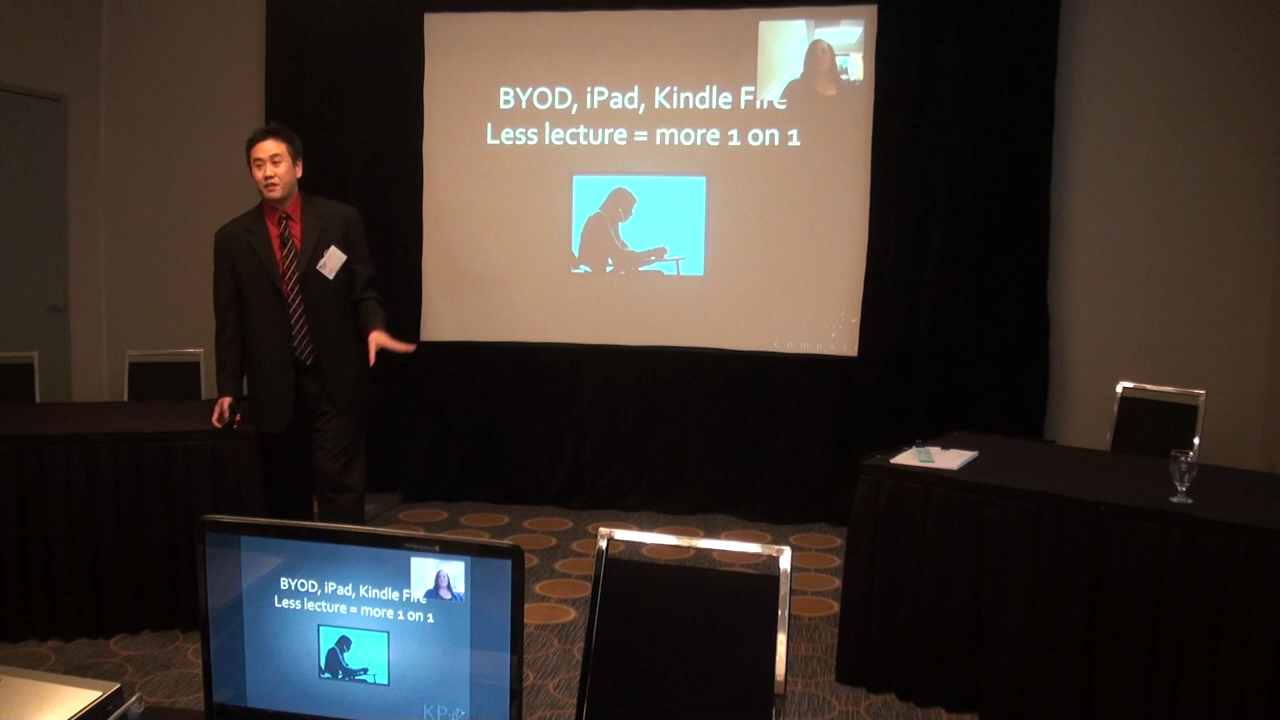 BYOD, iPad, Kindle Fire
Less lecture = more 1 on 1
BYOD, iPad, Kindle Fire
Less lecture = more 1 on 1